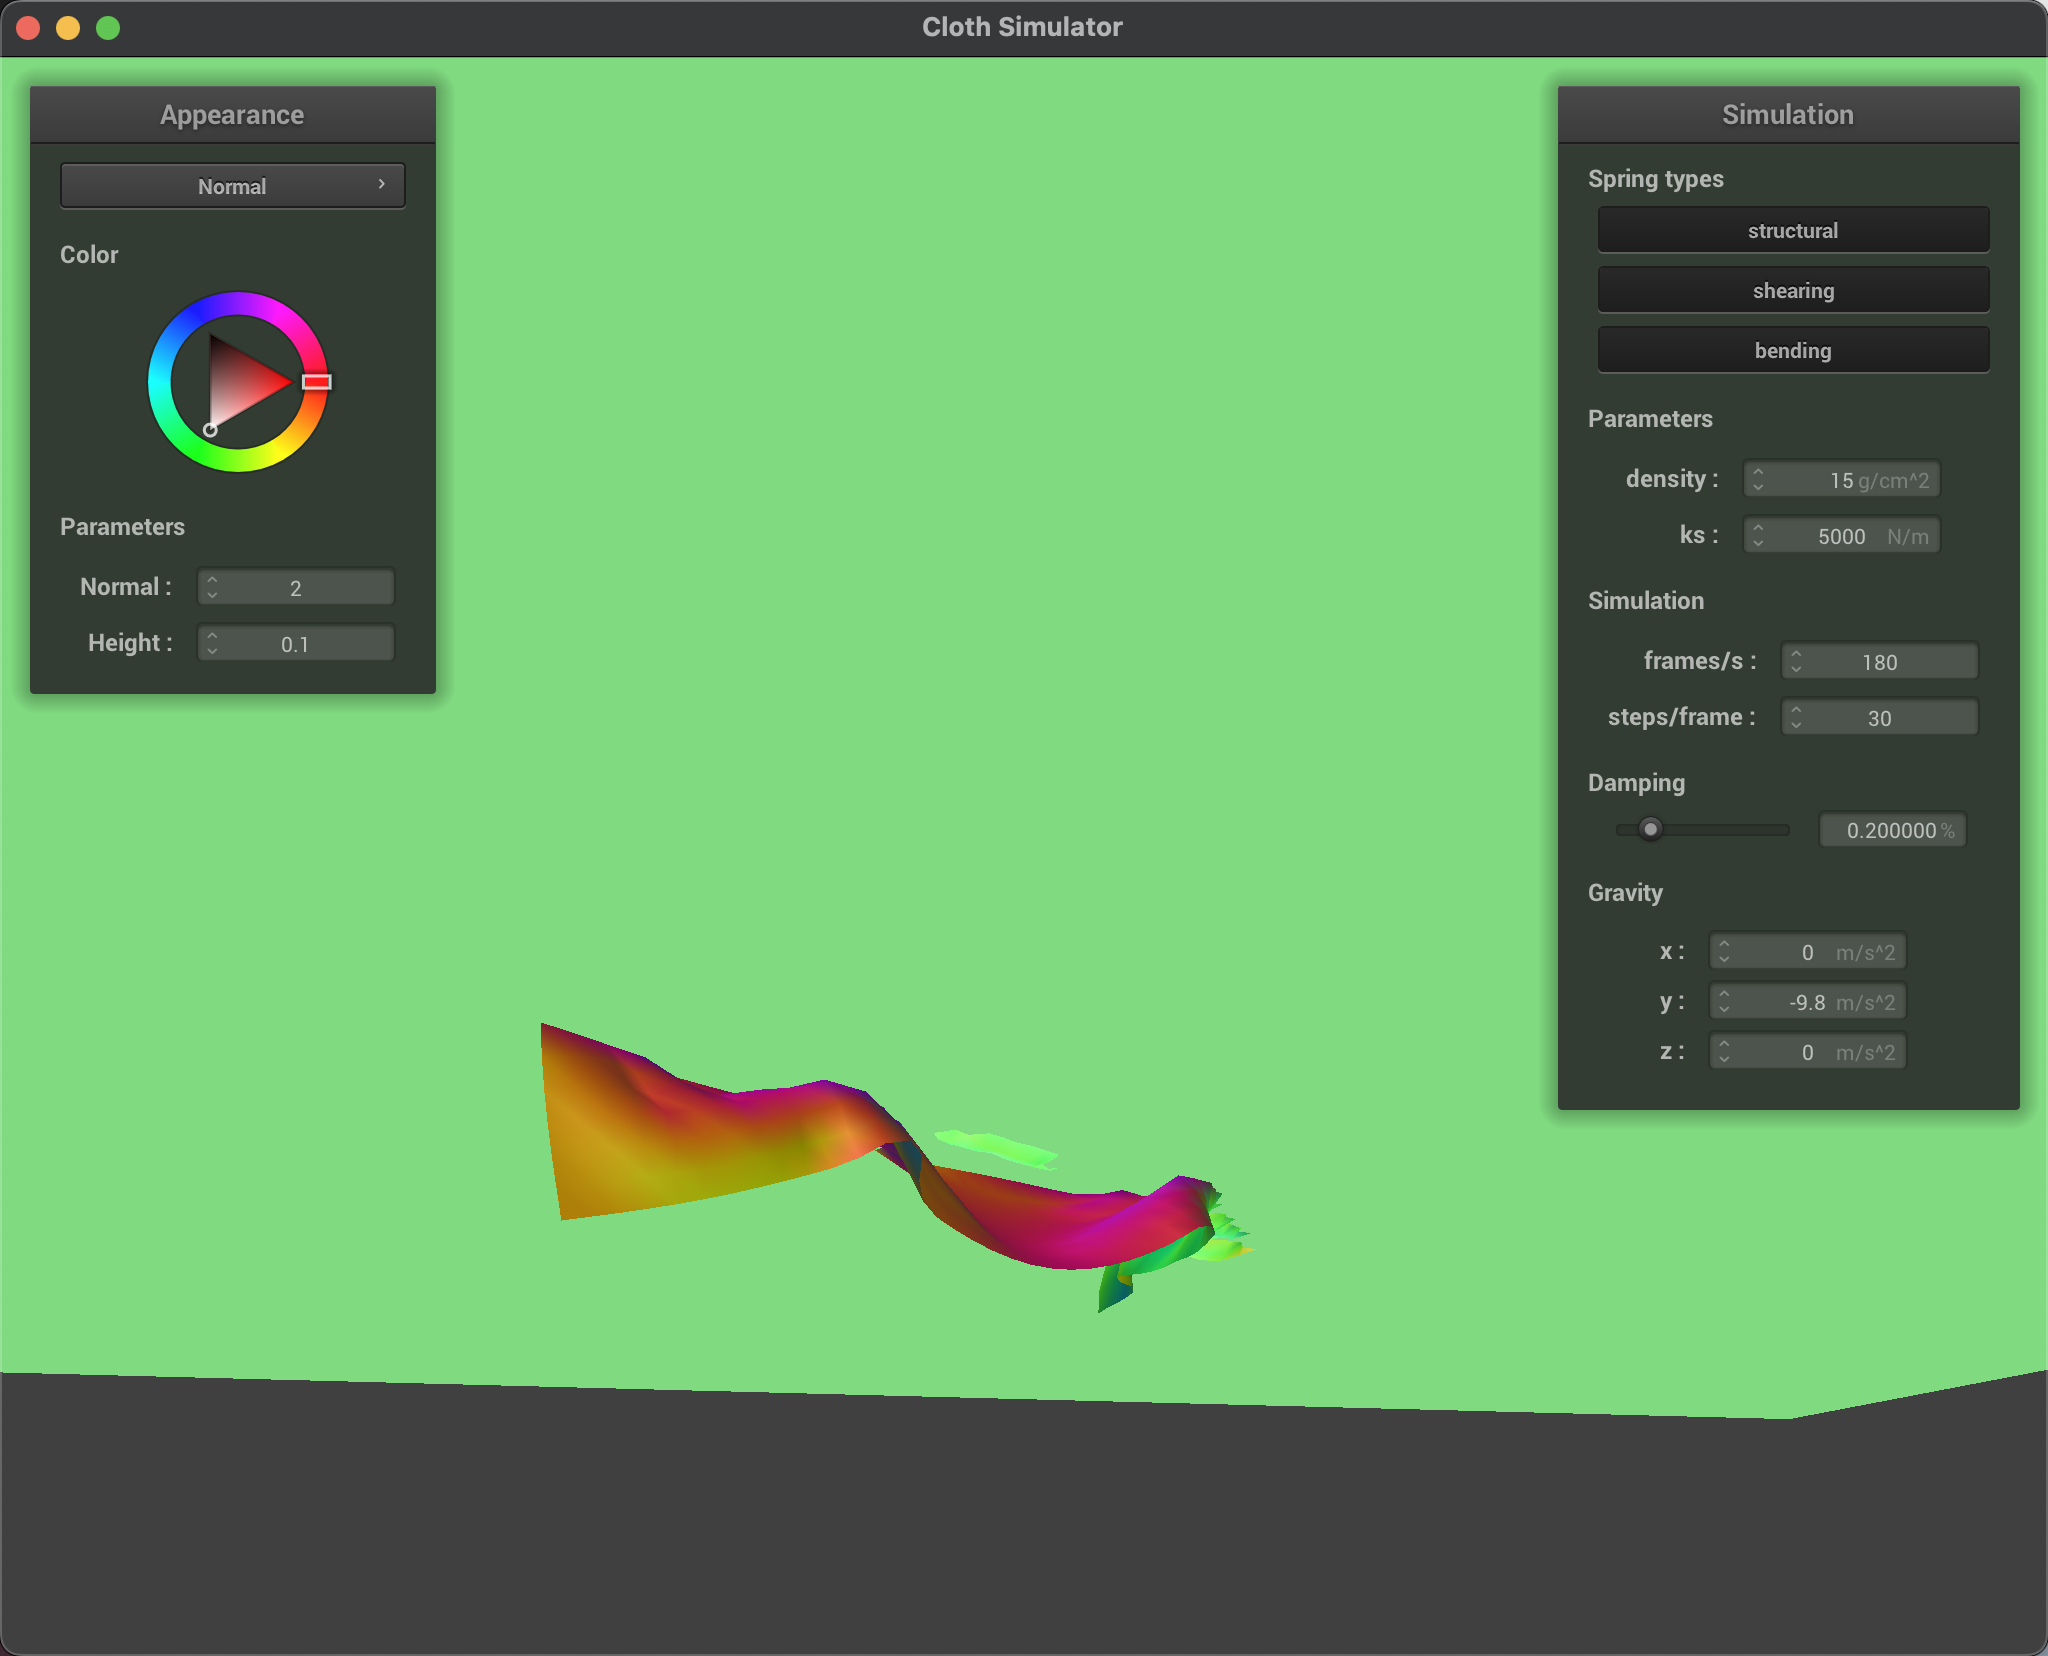 Cloth Simulator
Appearance
Normal
Color
Parameters
Normal : 2
Height : 0.1
Simulation
Spring types
structural
shearing
bending
Parameters
density : 15 g/cm^2
ks : 5000 N/m
Simulation
frames/s : 180
steps/frame : 30
Damping
0.200000 %
Gravity
x : 0 m/s^2
y : -9.8 m/s^2
z : 0 m/s^2